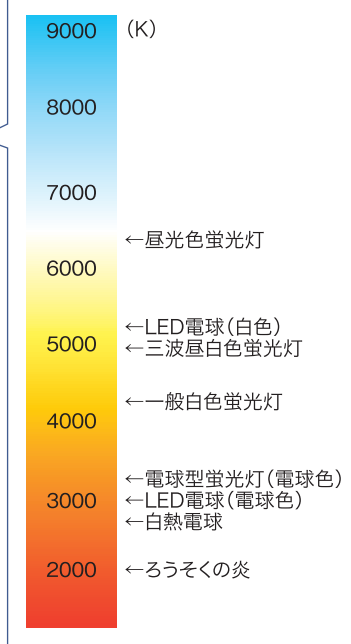 9000 (K)
8000
7000
←昼光色蛍光灯
6000
←LED電球(白色)
5000
←三波昼白色蛍光灯
←一般白色蛍光灯
4000
←電球型蛍光灯(電球色)
3000 ←LED電球(電球色)
←白熱電球
2000 ←ろうそくの炎